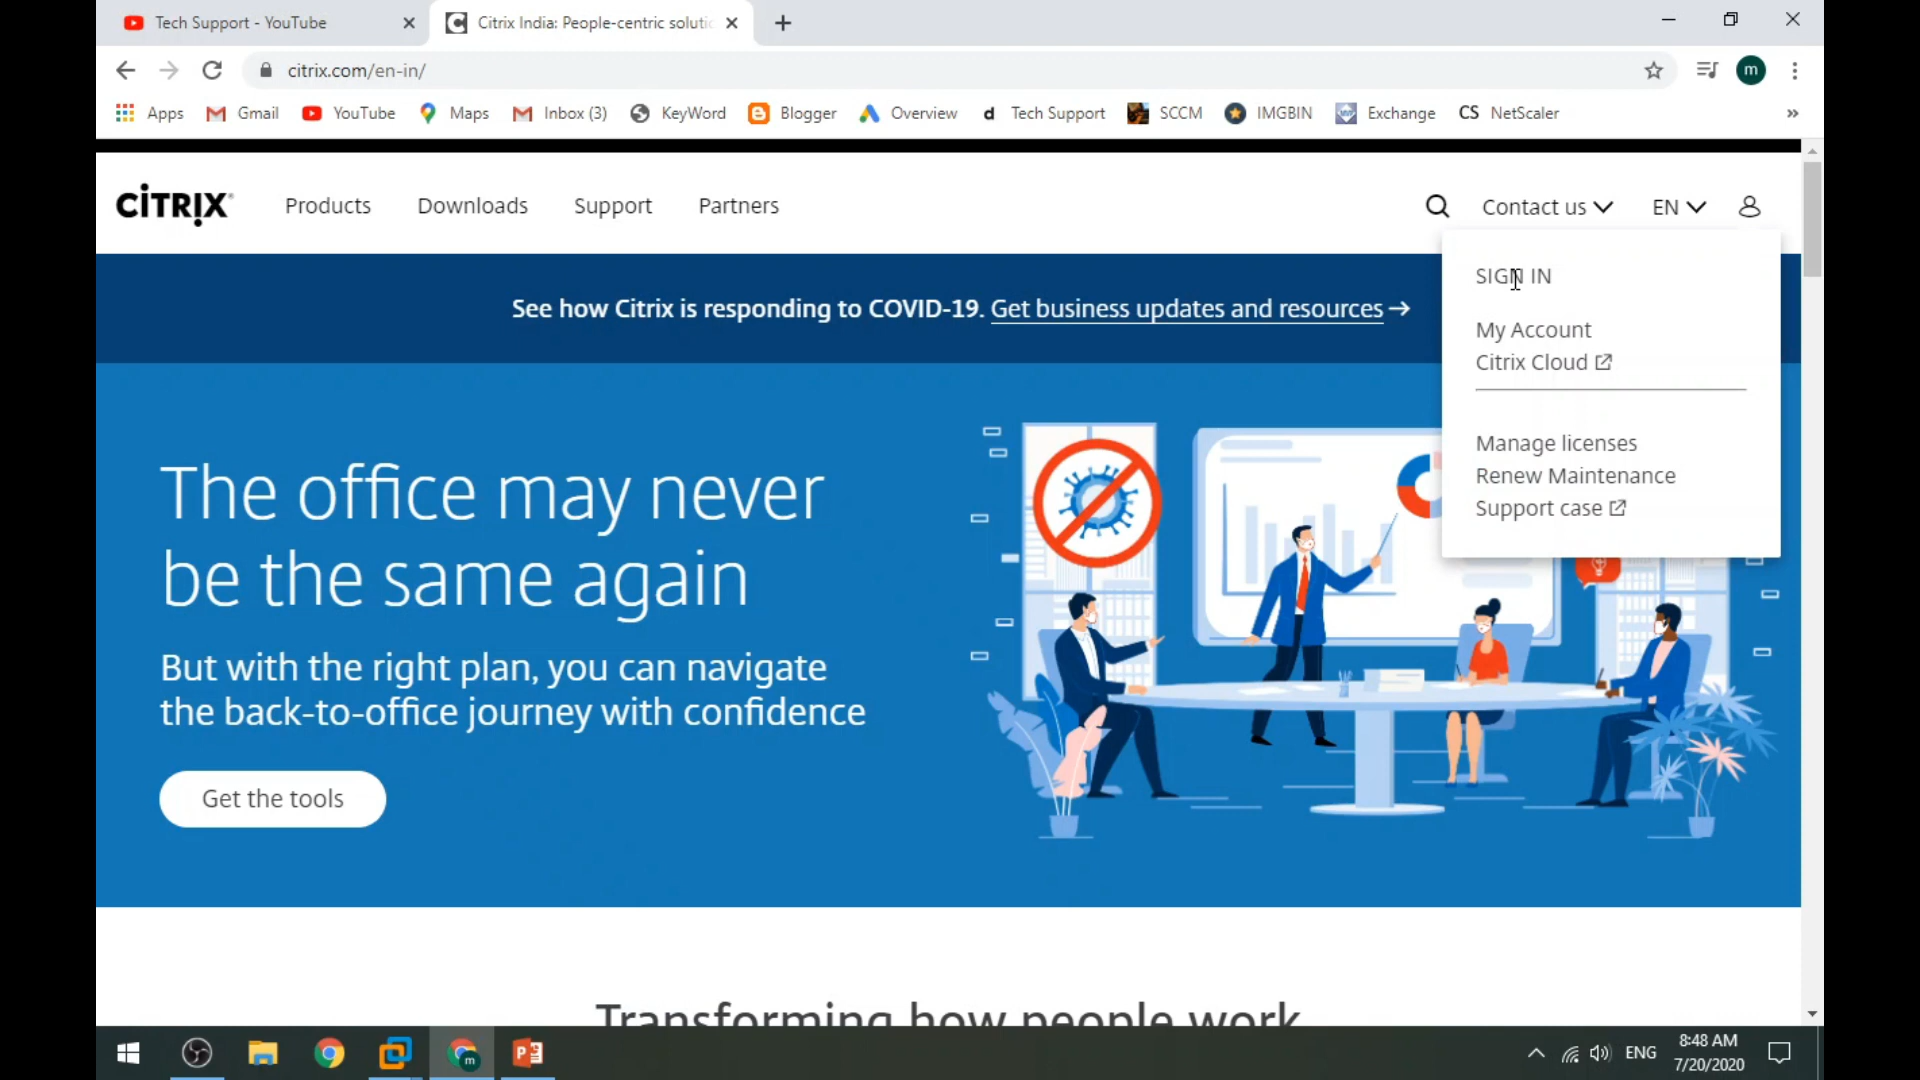 Tech Support - YouTube
Citrix India: People-centric soluti
citrix.com/en-in/
m
Apps
Gmail
YouTube
Maps
Inbox (3)
KeyWord
Blogger
Overview
d Tech Support
SCCM
IMGBIN
Exchange
CS NetScaler
»
CİTRIX
Products
Downloads
Support
Partners
Contact us
EN
SIGN IN
My Account
Citrix Cloud
Manage licenses
Renew Maintenance
Support case
See how Citrix is responding to COVID-19. Get business updates and resources →
The office may never
be the same again
But with the right plan, you can navigate
the back-to-office journey with confidence
Get the tools
Transforming how people work
m
P
ENG
8:48 AM
7/20/2020